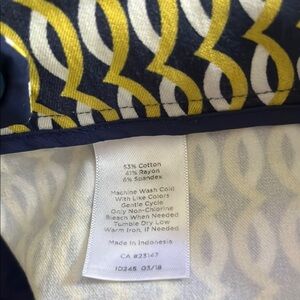 53% Cotton
41% Rayon
6% Spandex
Machine Wash Cold
With Like Colors
Gentle Cycle
Only Non-Chlorine
Bleach When Needed
Tumble Dry Low
Warm Iron, If Needed
Made in Indonesia
CA #23147
ID245 03/18